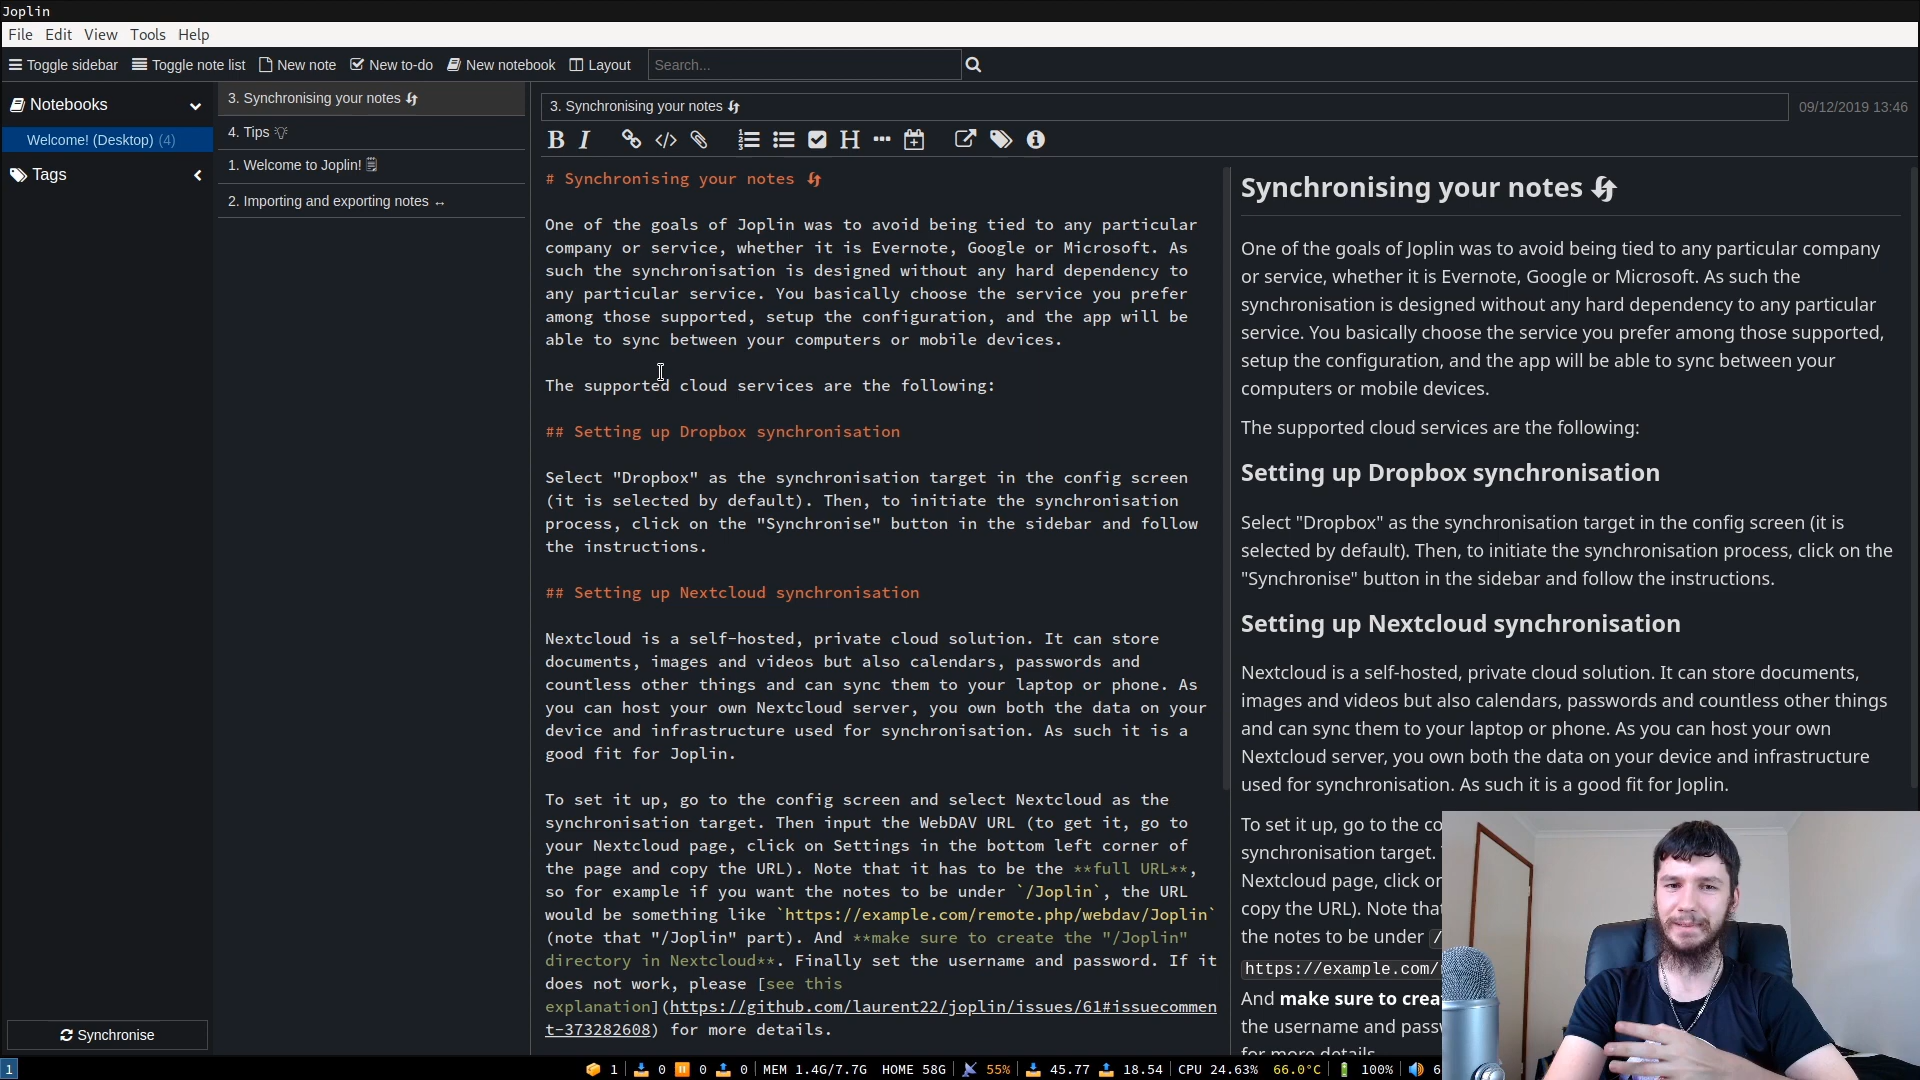 Joplin
File Edit View Tools Help
Toggle sidebar Toggle note list New note New to-do New notebook Layout Search...
Notebooks
Welcome! (Desktop) (4)
Tags
Synchronise
3. Synchronising your notes
4. Tips
1. Welcome to Joplin!
2. Importing and exporting notes ↔
3. Synchronising your notes
09/12/2019 13:46
B I H
# Synchronising your notes
One of the goals of Joplin was to avoid being tied to any particular
company or service, whether it is Evernote, Google or Microsoft. As
such the synchronisation is designed without any hard dependency to
any particular service. You basically choose the service you prefer
among those supported, setup the configuration, and the app will be
able to sync between your computers or mobile devices.
The supported cloud services are the following:
## Setting up Dropbox synchronisation
Select "Dropbox" as the synchronisation target in the config screen
(it is selected by default). Then, to initiate the synchronisation
process, click on the "Synchronise" button in the sidebar and follow
the instructions.
## Setting up Nextcloud synchronisation
Nextcloud is a self-hosted, private cloud solution. It can store
documents, images and videos but also calendars, passwords and
countless other things and can sync them to your laptop or phone. As
you can host your own Nextcloud server, you own both the data on your
device and infrastructure used for synchronisation. As such it is a
good fit for Joplin.
To set it up, go to the config screen and select Nextcloud as the
synchronisation target. Then input the WebDAV URL (to get it, go to
your Nextcloud page, click on Settings in the bottom left corner of
the page and copy the URL). Note that it has to be the **full URL**,
so for example if you want the notes to be under `/Joplin`, the URL
would be something like `https://example.com/remote.php/webdav/Joplin`
(note that "/Joplin" part). And **make sure to create the "/Joplin"
directory in Nextcloud**. Finally set the username and password. If it
does not work, please [see this
explanation](https://github.com/laurent22/joplin/issues/61#issuecommen
t-373282608) for more details.
Synchronising your notes
One of the goals of Joplin was to avoid being tied to any particular company
or service, whether it is Evernote, Google or Microsoft. As such the
synchronisation is designed without any hard dependency to any particular
service. You basically choose the service you prefer among those supported,
setup the configuration, and the app will be able to sync between your
computers or mobile devices.
The supported cloud services are the following:
Setting up Dropbox synchronisation
Select "Dropbox" as the synchronisation target in the config screen (it is
selected by default). Then, to initiate the synchronisation process, click on the
"Synchronise" button in the sidebar and follow the instructions.
Setting up Nextcloud synchronisation
Nextcloud is a self-hosted, private cloud solution. It can store documents,
images and videos but also calendars, passwords and countless other things
and can sync them to your laptop or phone. As you can host your own
Nextcloud server, you own both the data on your device and infrastructure
used for synchronisation. As such it is a good fit for Joplin.
To set it up, go to the co
synchronisation target.
Nextcloud page, click or
copy the URL). Note that
the notes to be under /
https://example.com/
And make sure to crea
the username and passw
for more details
1
1 0 0 0 MEM 1.4G/7.7G HOME 58G 55% 45.77 18.54 CPU 24.63% 66.0°C 100% 6